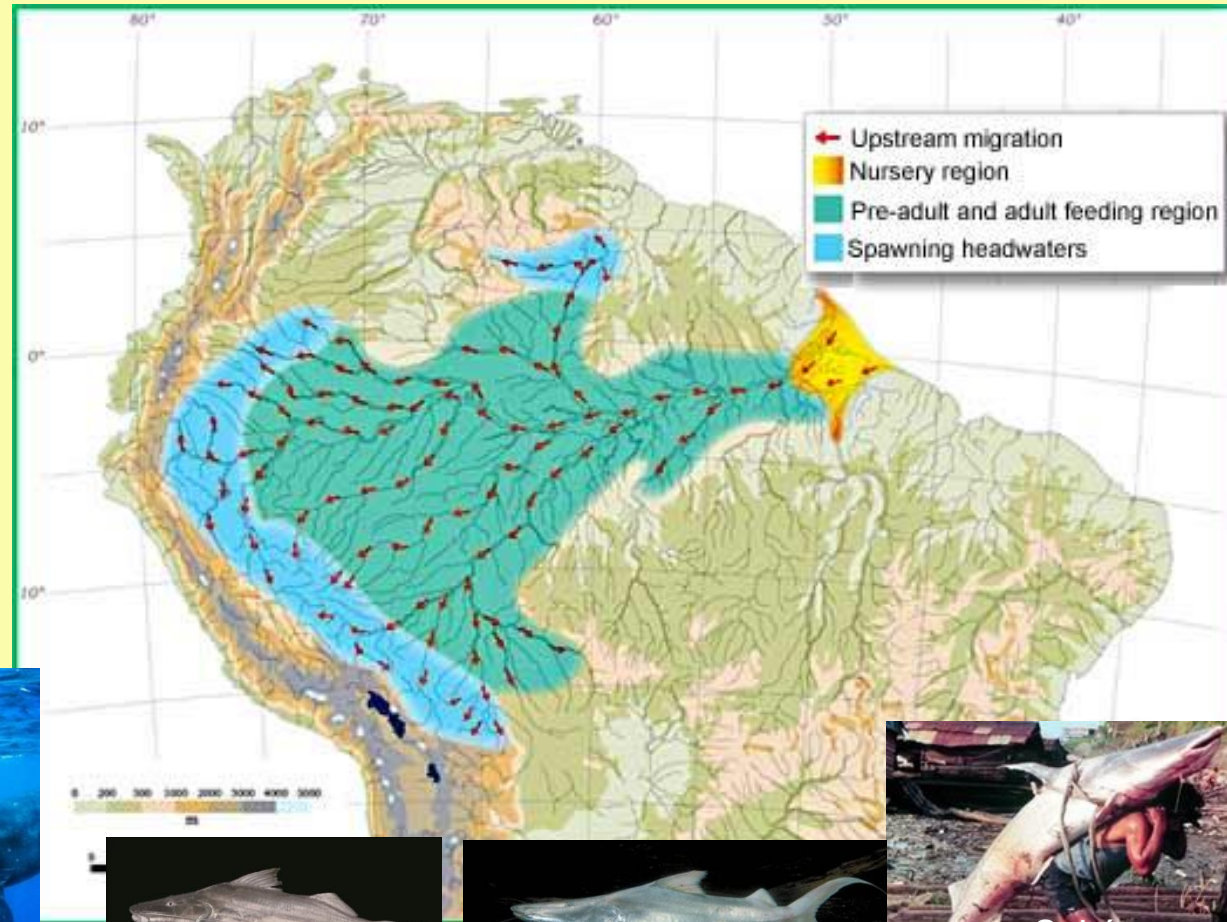 80° 70° 60° 50° 40°
10°
Upstream migration
Nursery region
Pre-adult and adult feeding region
Spawning headwaters
0°
10°
0 200 500 1000 2000 3000 4000 5000
m